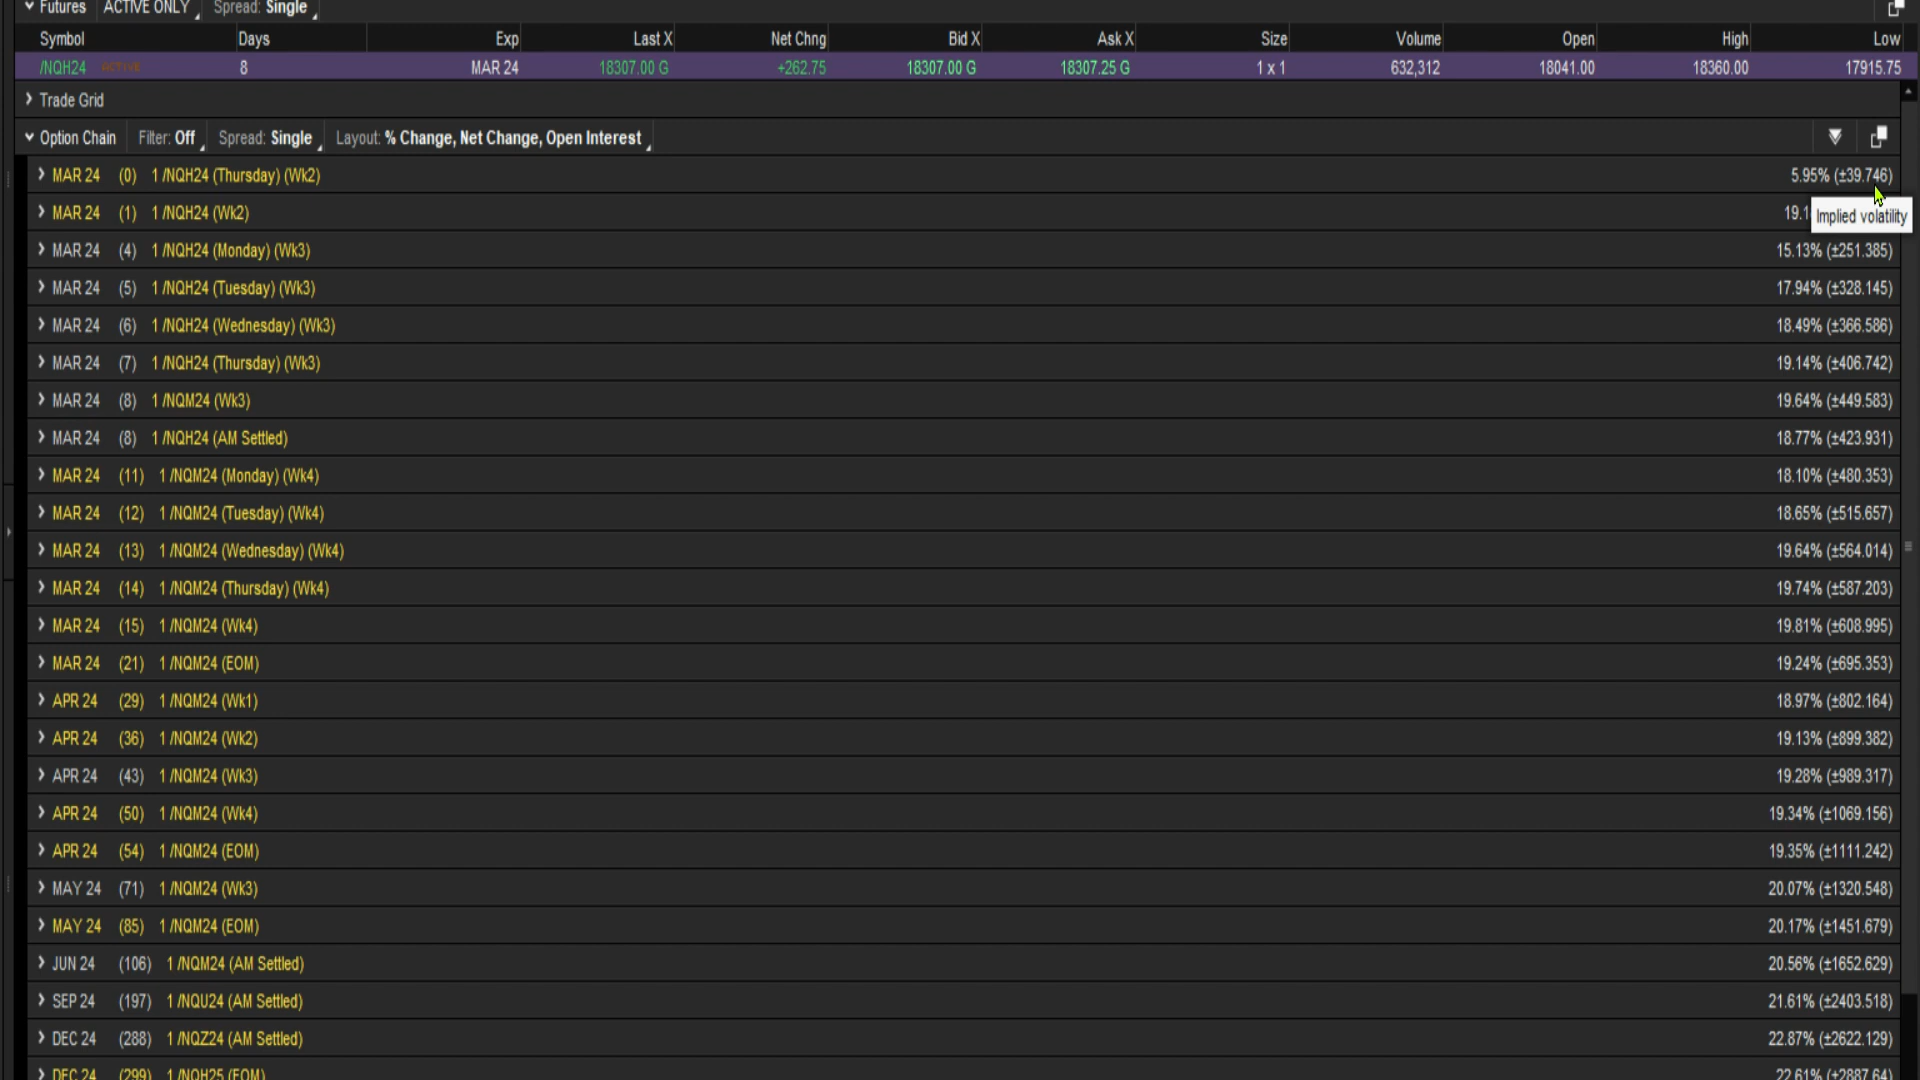 Futures ACTIVE ONLY Spread: Single
Symbol Days Exp Last X Net Chng Bid X Ask X Size Volume Open High Low
/NQH24 ACTIVE 8 MAR 24 18307.00 G +262.75 18307.00 G 18307.25 G 1 x 1 632,312 18041.00 18360.00 17915.75
Trade Grid
Option Chain Filter: Off Spread: Single Layout: % Change, Net Change, Open Interest
MAR 24 (0) 1 /NQH24 (Thursday) (Wk2) 5.95% (±39.746)
MAR 24 (1) 1 /NQH24 (Wk2) 19.1
Implied volatility
MAR 24 (4) 1 /NQH24 (Monday) (Wk3) 15.13% (±251.385)
MAR 24 (5) 1 /NQH24 (Tuesday) (Wk3) 17.94% (±328.145)
MAR 24 (6) 1 /NQH24 (Wednesday) (Wk3) 18.49% (±366.586)
MAR 24 (7) 1 /NQH24 (Thursday) (Wk3) 19.14% (±406.742)
MAR 24 (8) 1 /NQM24 (Wk3) 19.64% (±449.583)
MAR 24 (8) 1 /NQH24 (AM Settled) 18.77% (±423.931)
MAR 24 (11) 1 /NQM24 (Monday) (Wk4) 18.10% (±480.353)
MAR 24 (12) 1 /NQM24 (Tuesday) (Wk4) 18.65% (±515.657)
MAR 24 (13) 1 /NQM24 (Wednesday) (Wk4) 19.64% (±564.014)
MAR 24 (14) 1 /NQM24 (Thursday) (Wk4) 19.74% (±587.203)
MAR 24 (15) 1 /NQM24 (Wk4) 19.81% (±608.995)
MAR 24 (21) 1 /NQM24 (EOM) 19.24% (±695.353)
APR 24 (29) 1 /NQM24 (Wk1) 18.97% (±802.164)
APR 24 (36) 1 /NQM24 (Wk2) 19.13% (±899.382)
APR 24 (43) 1 /NQM24 (Wk3) 19.28% (±989.317)
APR 24 (50) 1 /NQM24 (Wk4) 19.34% (±1069.156)
APR 24 (54) 1 /NQM24 (EOM) 19.35% (±1111.242)
MAY 24 (71) 1 /NQM24 (Wk3) 20.07% (±1320.548)
MAY 24 (85) 1 /NQM24 (EOM) 20.17% (±1451.679)
JUN 24 (106) 1 /NQM24 (AM Settled) 20.56% (±1652.629)
SEP 24 (197) 1 /NQU24 (AM Settled) 21.61% (±2403.518)
DEC 24 (288) 1 /NQZ24 (AM Settled) 22.87% (±2622.129)
DEC 24 (299) 1 /NQH25 (EOM) 22.61% (±2887.64)